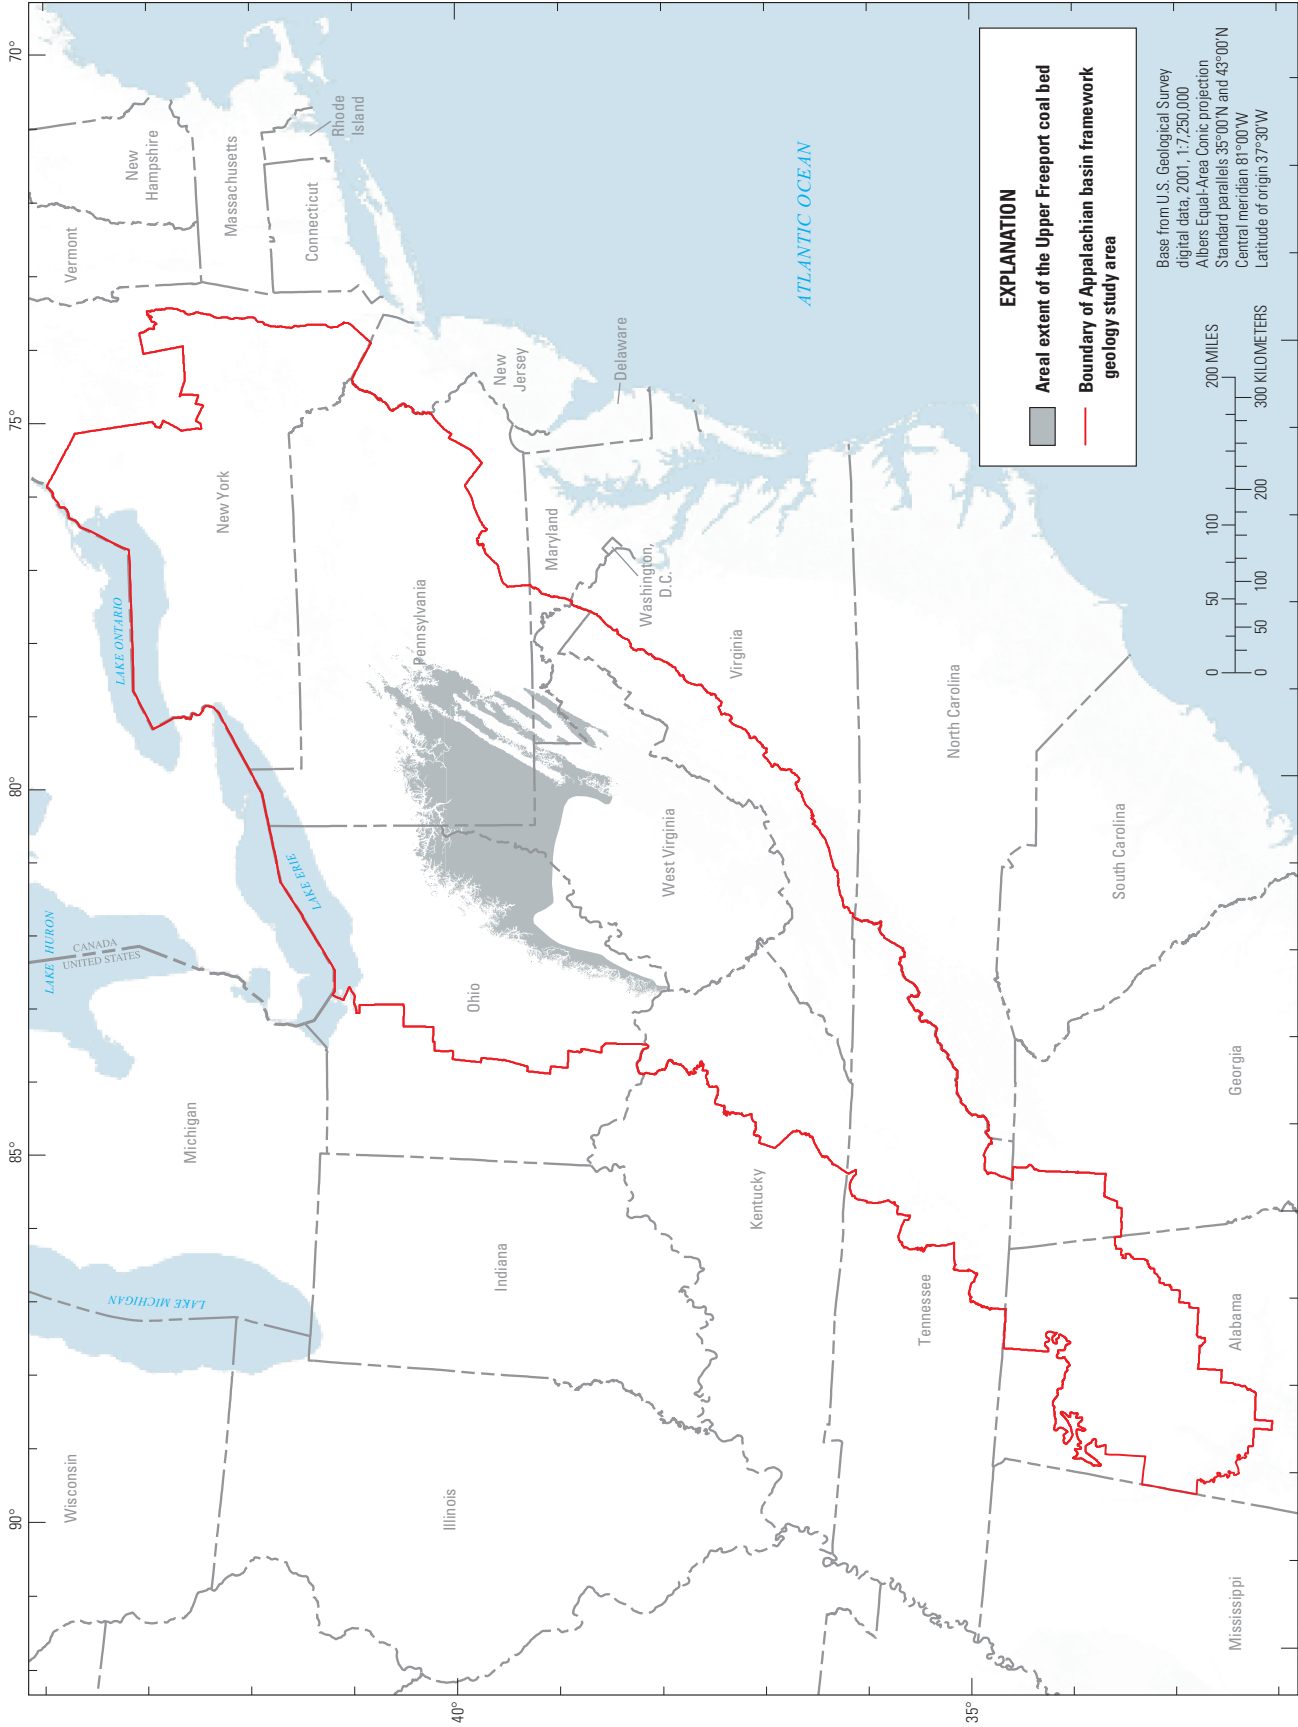 70°
75°
80°
85°
90°
40°
35°
LAKE HURON
CANADA
UNITED STATES
LAKE ONTARIO
LAKE ERIE
LAKE MICHIGAN
ATLANTIC OCEAN
Wisconsin
Michigan
New York
Vermont
New
Hampshire
Massachusetts
Rhode
Island
Connecticut
Illinois
Indiana
Ohio
Pennsylvania
New
Jersey
Delaware
Maryland
Washington,
D.C.
West Virginia
Virginia
Kentucky
North Carolina
Tennessee
South Carolina
Mississippi
Alabama
Georgia
EXPLANATION
Areal extent of the Upper Freeport coal bed
Boundary of Appalachian basin framework
geology study area
0 50 100 200 MILES
0 50 100 200 300 KILOMETERS
Base from U.S. Geological Survey
digital data, 2001, 1:7,250,000
Albers Equal-Area Conic projection
Standard parallels 35°00'N and 43°00'N
Central meridian 81°00'W
Latitude of origin 37°30'W